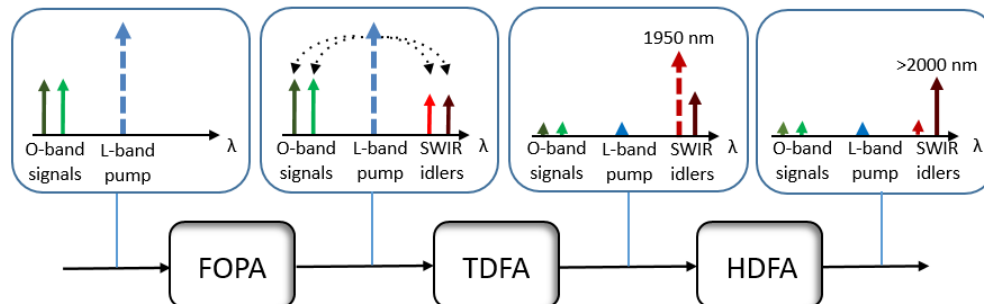 O-band
signals
L-band
pump
λ
O-band
signals
L-band
pump
SWIR
idlers
λ
1950 nm
O-band
signals
L-band
pump
SWIR
idlers
λ
>2000 nm
O-band
signals
L-band
pump
SWIR
idlers
λ
FOPA
TDFA
HDFA